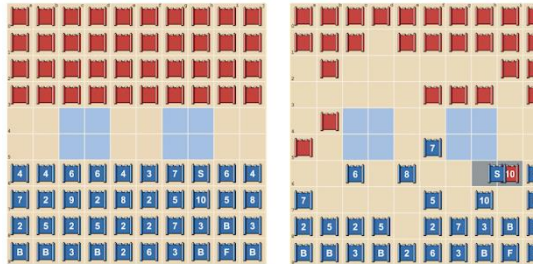 4 4 6 6 4 3 7 S 6 4
7 2 9 2 8 2 5 10 5 8
2 5 2 5 2 2 7 3 B 3
B B 3 B 2 6 3 B F B
7
6 8 S 10
7 5 10
2 5 2 5 2 7 3 B
B B 3 B 2 6 3 B F